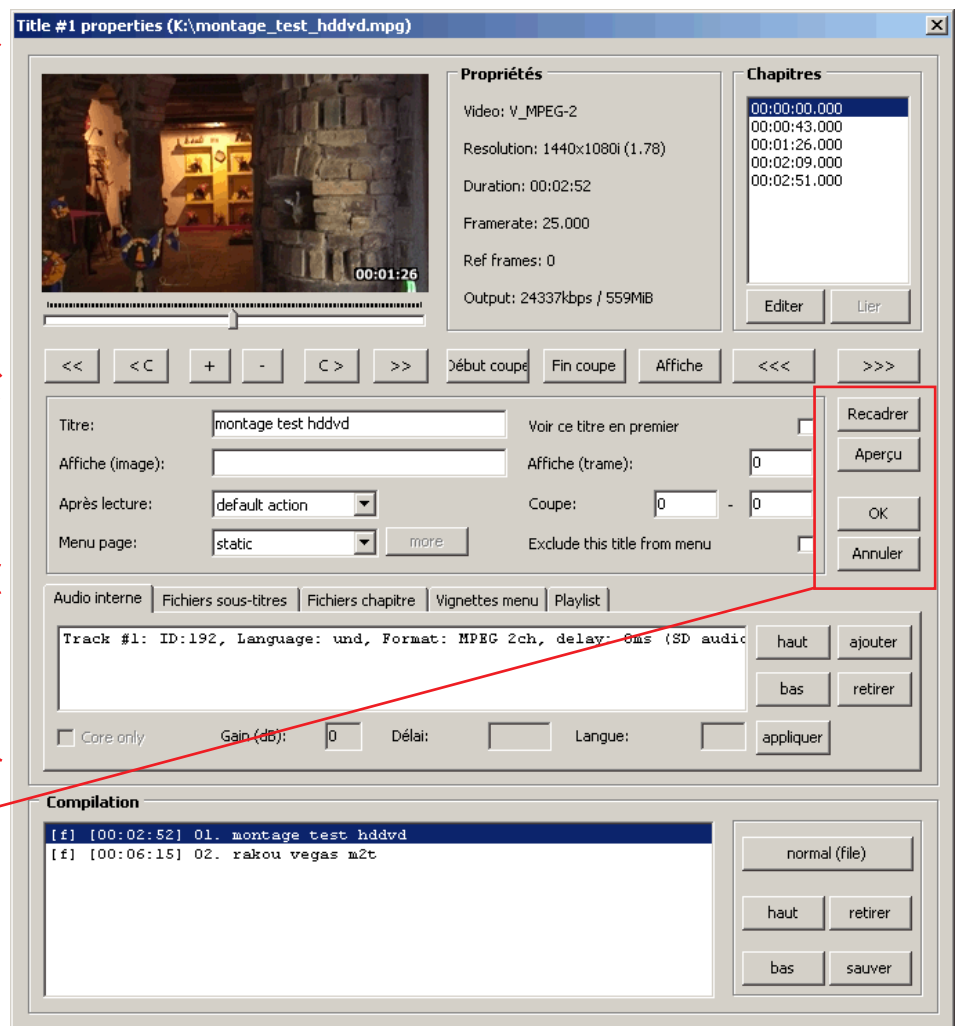 Title #1 properties (K:\montage_test_hddvd.mpg)
00:01:26
Propriétés
Video: V_MPEG-2
Resolution: 1440x1080i (1.78)
Duration: 00:02:52
Framerate: 25.000
Ref frames: 0
Output: 24337kbps / 559MiB
Chapitres
00:00:00.000
00:00:43.000
00:01:26.000
00:02:09.000
00:02:51.000
Editer Lier
<< < C + - C > >> Début coupe Fin coupe Affiche <<< >>>
Titre: montage test hddvd Voir ce titre en premier
Affiche (image): Affiche (trame): 0
Après lecture: default action Coupe: 0 - 0
Menu page: static more Exclude this title from menu
Recadrer
Aperçu
OK
Annuler
Audio interne Fichiers sous-titres Fichiers chapitre Vignettes menu Playlist
Track #1: ID:192, Language: und, Format: MPEG 2ch, delay: 0ms (SD audio
haut ajouter
bas retirer
Core only Gain (dB): 0 Délai: Langue: appliquer
Compilation
[f] [00:02:52] 01. montage test hddvd
[f] [00:06:15] 02. rakou vegas m2t
normal (file)
haut retirer
bas sauver